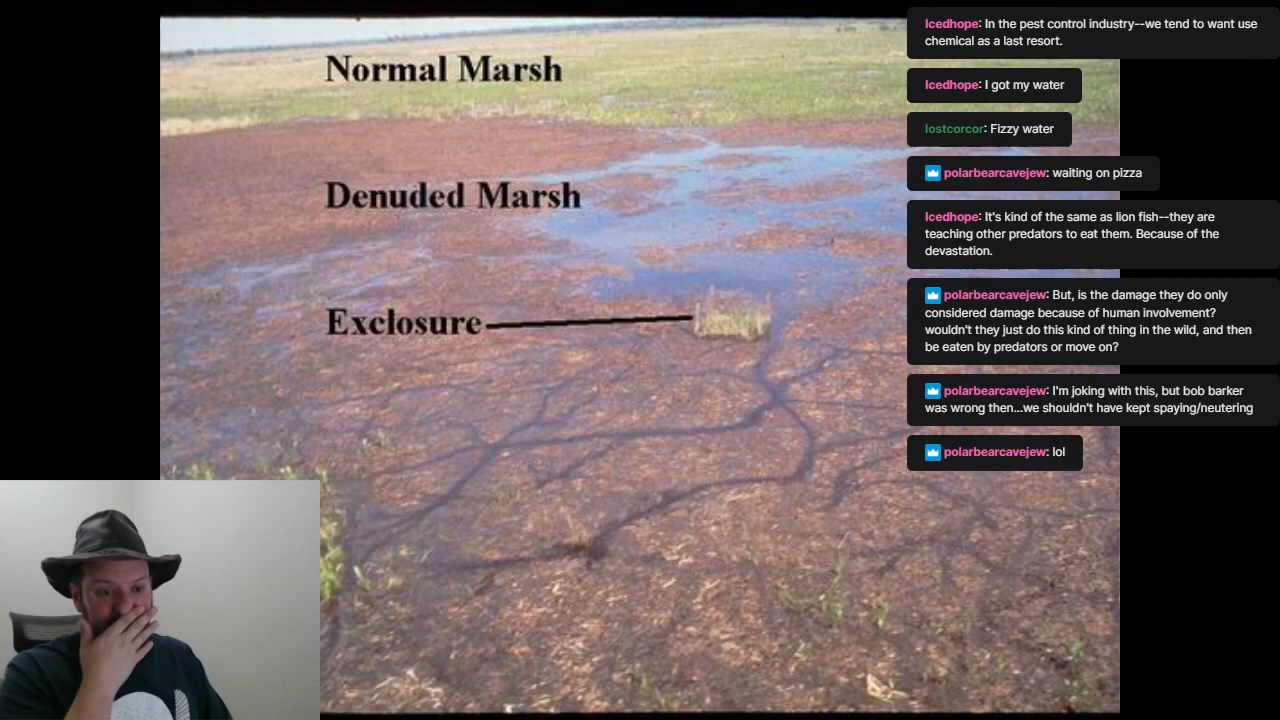 Normal Marsh
Denuded Marsh
Exclosure
Icedhope: In the pest control industry--we tend to want use
chemical as a last resort.
Icedhope: I got my water
lostcorcor: Fizzy water
polarbearcavejew: waiting on pizza
Icedhope: It's kind of the same as lion fish--they are
teaching other predators to eat them. Because of the
devastation.
polarbearcavejew: But, is the damage they do only
considered damage because of human involvement?
wouldn't they just do this kind of thing in the wild, and then
be eaten by predators or move on?
polarbearcavejew: I'm joking with this, but bob barker
was wrong then...we shouldn't have kept spaying/neutering
polarbearcavejew: lol